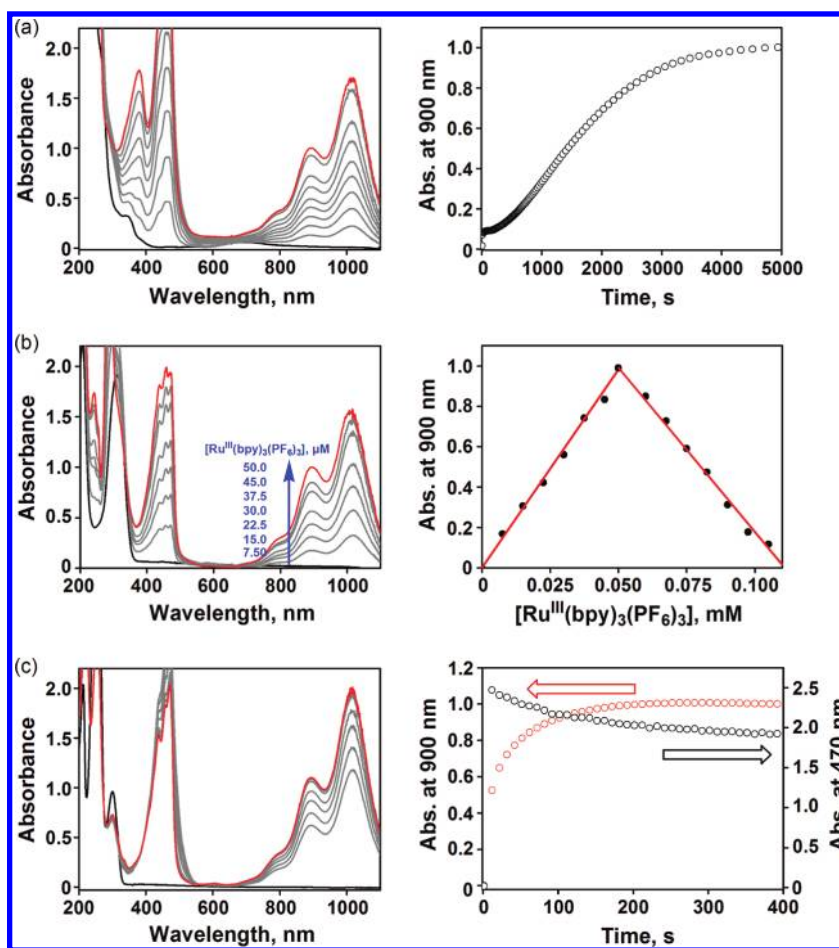 (a)
2.0
1.5
1.0
0.5
0
Absorbance
200 400 600 800 1000
Wavelength, nm
1.0
0.8
0.6
0.4
0.2
0
Abs. at 900 nm
0 1000 2000 3000 4000 5000
Time, s
(b)
2.0
1.5
1.0
0.5
0
Absorbance
[Ru^III(bpy)₃(PF₆)₃], µM
50.0
45.0
37.5
30.0
22.5
15.0
7.50
200 400 600 800 1000
Wavelength, nm
1.0
0.8
0.6
0.4
0.2
0
Abs. at 900 nm
0 0.025 0.050 0.075 0.100
[Ru^III(bpy)₃(PF₆)₃], mM
(c)
2.0
1.5
1.0
0.5
0
Absorbance
200 400 600 800 1000
Wavelength, nm
1.2
1.0
0.8
0.6
0.4
0.2
0
Abs. at 900 nm
2.5
2.0
1.5
1.0
0.5
0
Abs. at 470 nm
0 100 200 300 400
Time, s